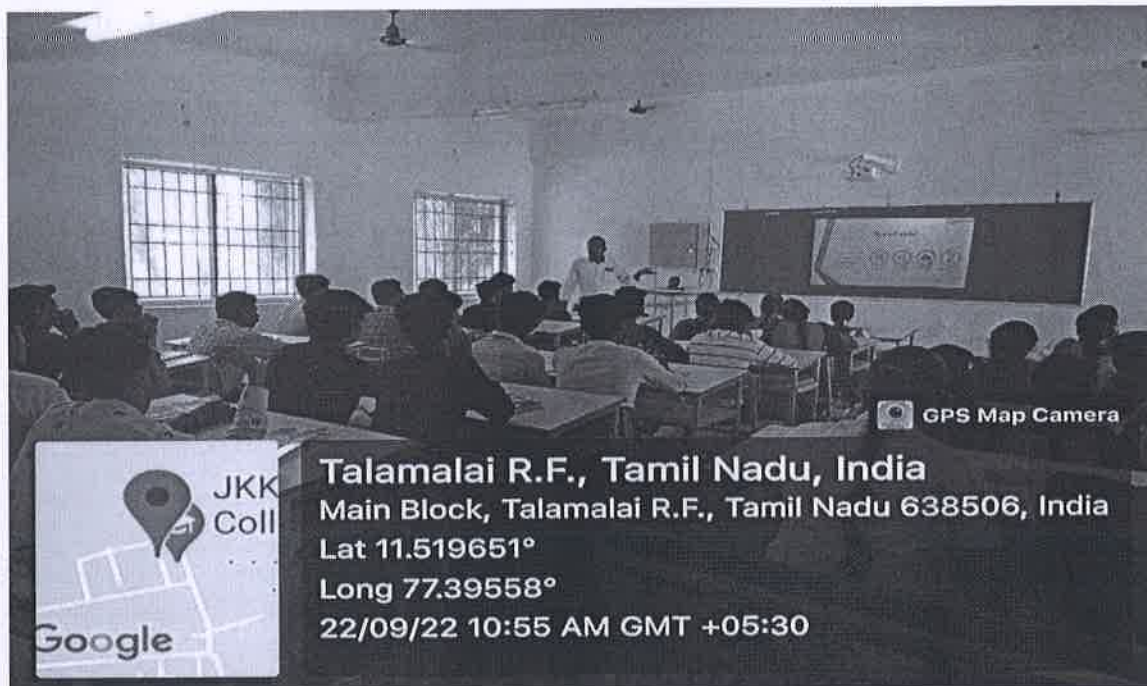 GPS Map Camera
JKK
Coll
Google
Talamalai R.F., Tamil Nadu, India
Main Block, Talamalai R.F., Tamil Nadu 638506, India
Lat 11.519651°
Long 77.39558°
22/09/22 10:55 AM GMT +05:30